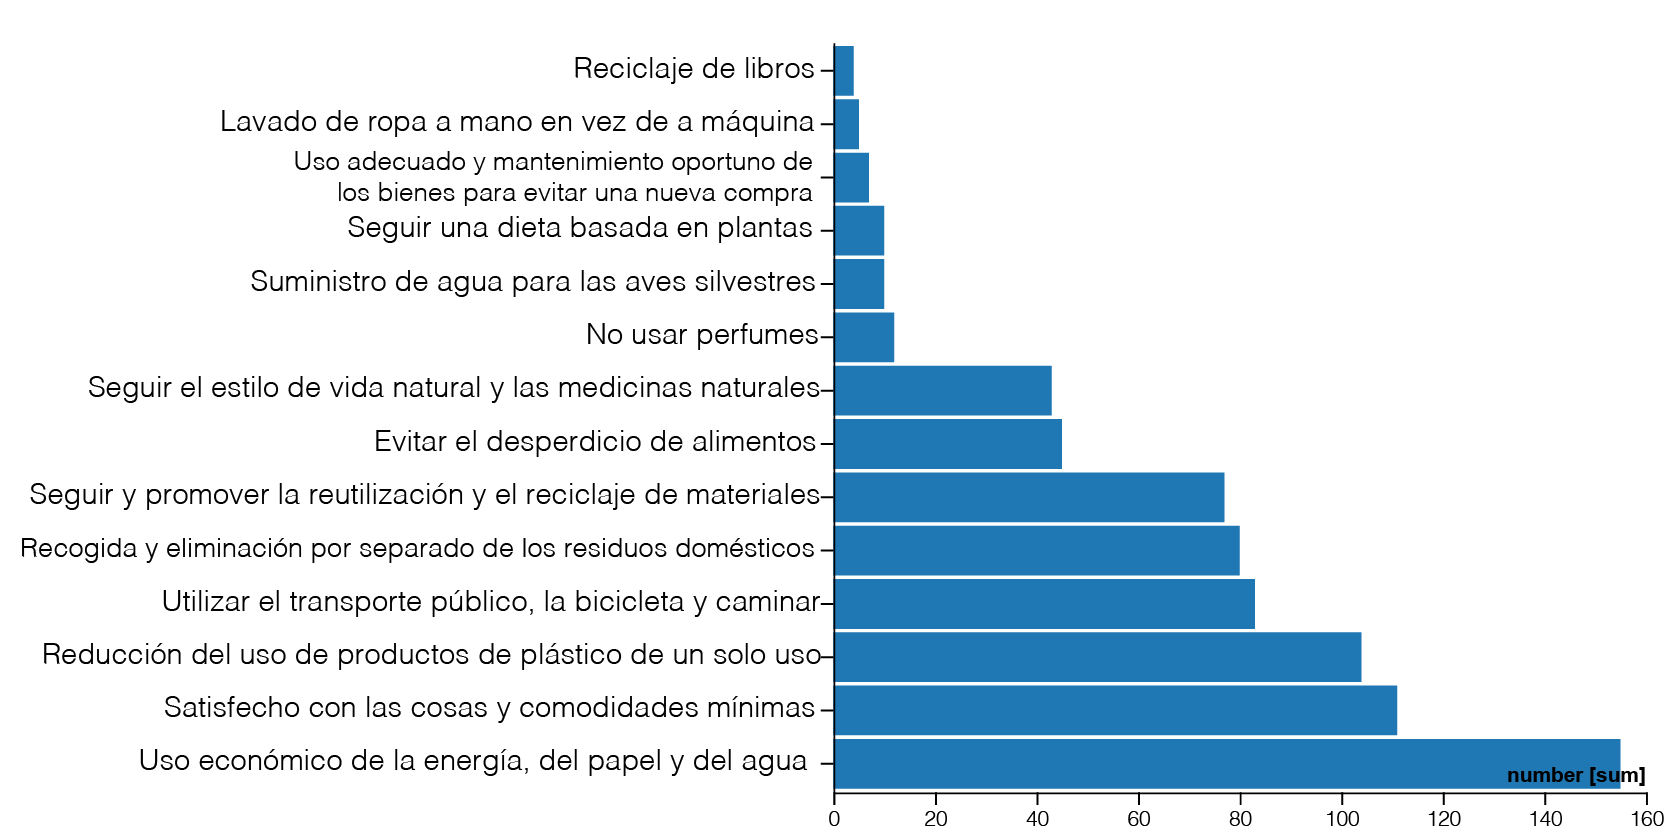 Reciclaje de libros
Lavado de ropa a mano en vez de a máquina
Uso adecuado y mantenimiento oportuno de
los bienes para evitar una nueva compra
Seguir una dieta basada en plantas
Suministro de agua para las aves silvestres
No usar perfumes
Seguir el estilo de vida natural y las medicinas naturales
Evitar el desperdicio de alimentos
Seguir y promover la reutilización y el reciclaje de materiales
Recogida y eliminación por separado de los residuos domésticos
Utilizar el transporte público, la bicicleta y caminar
Reducción del uso de productos de plástico de un solo uso
Satisfecho con las cosas y comodidades mínimas
Uso económico de la energía, del papel y del agua
number [sum]
0 20 40 60 80 100 120 140 160